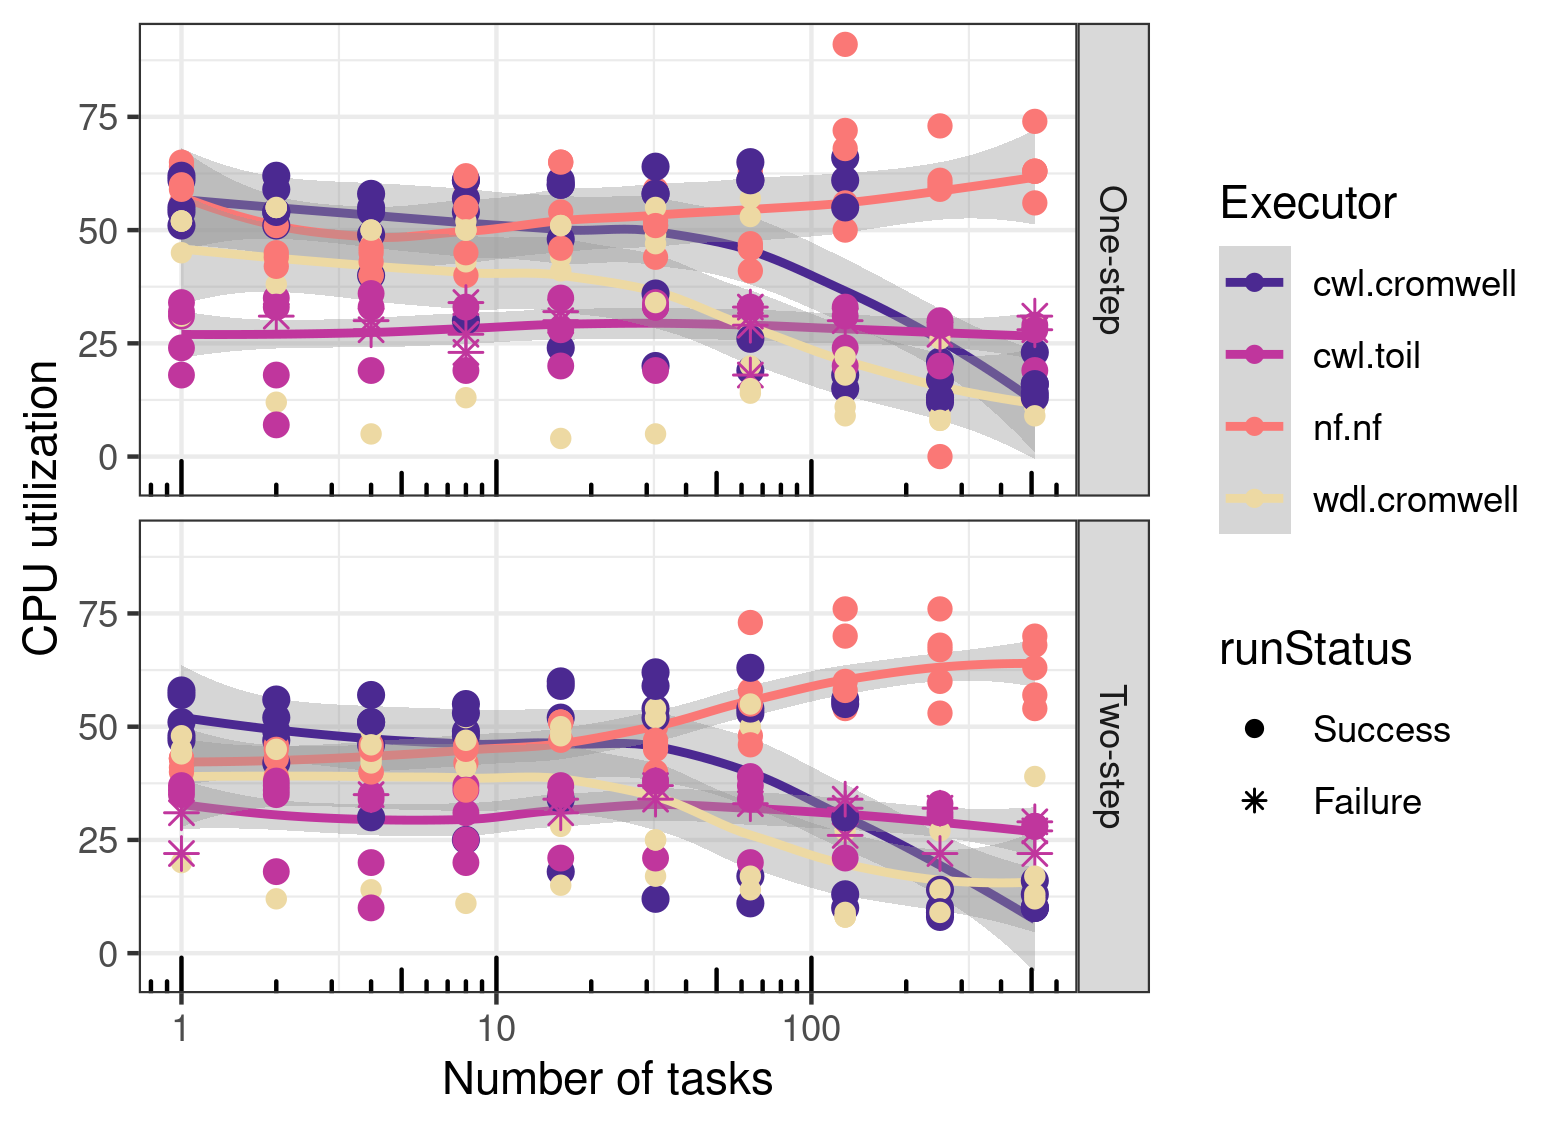 CPU utilization
75
50
25
0
One-step
75
50
25
0
Two-step
1 10 100
Number of tasks
Executor
cwl.cromwell
cwl.toil
nf.nf
wdl.cromwell
runStatus
Success
Failure